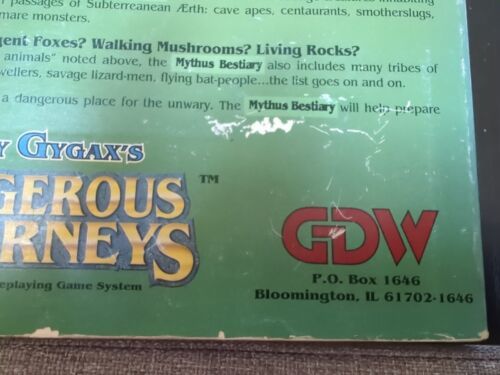 passages of Subterranean Ærth: cave apes, centaurants, smotherslugs,
mare monsters.
gent Foxes? Walking Mushrooms? Living Rocks?
animals" noted above, the Mythus Bestiary also includes many tribes of
wellers, savage lizard-men, flying bat-people...the list goes on and on.
a dangerous place for the unwary. The Mythus Bestiary will help prepare
Y GYGAX'S
GEROUS
RNEYS
TM
eplaying Game System
GDW
P.O. Box 1646
Bloomington, IL 61702-1646